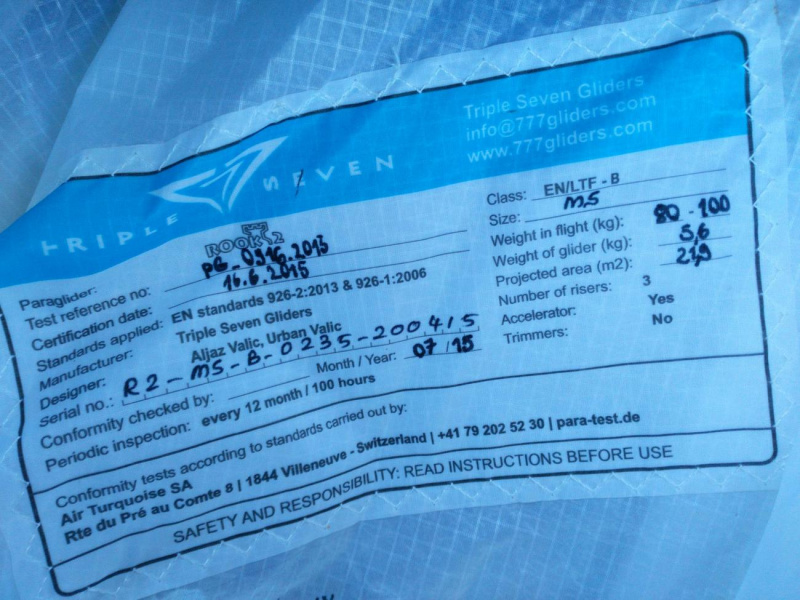 TRIPLE SEVEN
Triple Seven Gliders
info@777gliders.com
www.777gliders.com
Paraglider: ROOK 2
Test reference no: PG_0916.2015
Certification date: 16.6.2015
Standards applied: EN standards 926-2:2013 & 926-1:2006
Manufacturer: Triple Seven Gliders
Designer: Aljaz Valic, Urban Valic
Serial no.: R2-MS-B-0235-200415
Conformity checked by: Month / Year: 07/15
Periodic inspection: every 12 month / 100 hours
Class: EN/LTF - B
Size: MS
Weight in flight (kg): 80-100
Weight of glider (kg): 5,6
Projected area (m2): 21,9
Number of risers: 3
Accelerator: Yes
Trimmers: No
Conformity tests according to standards carried out by:
Air Turquoise SA
Rte du Pré au Comte 8 | 1844 Villeneuve - Switzerland | +41 79 202 52 30 | para-test.de
SAFETY AND RESPONSIBILITY: READ INSTRUCTIONS BEFORE USE